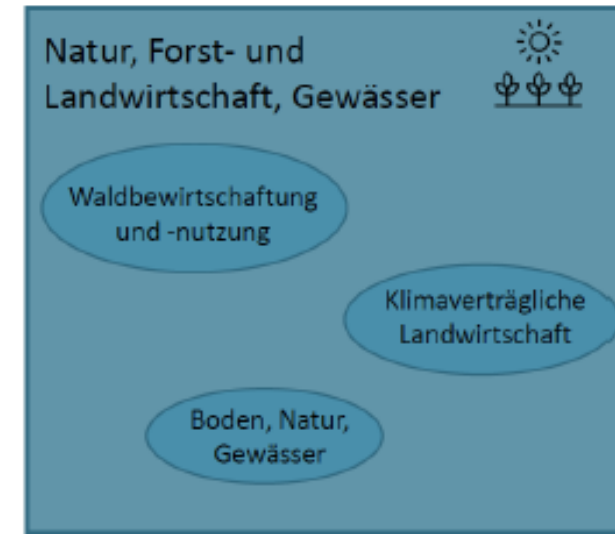 Natur, Forst- und
Landwirtschaft, Gewässer
Waldbewirtschaftung
und -nutzung
Klimaverträgliche
Landwirtschaft
Boden, Natur,
Gewässer